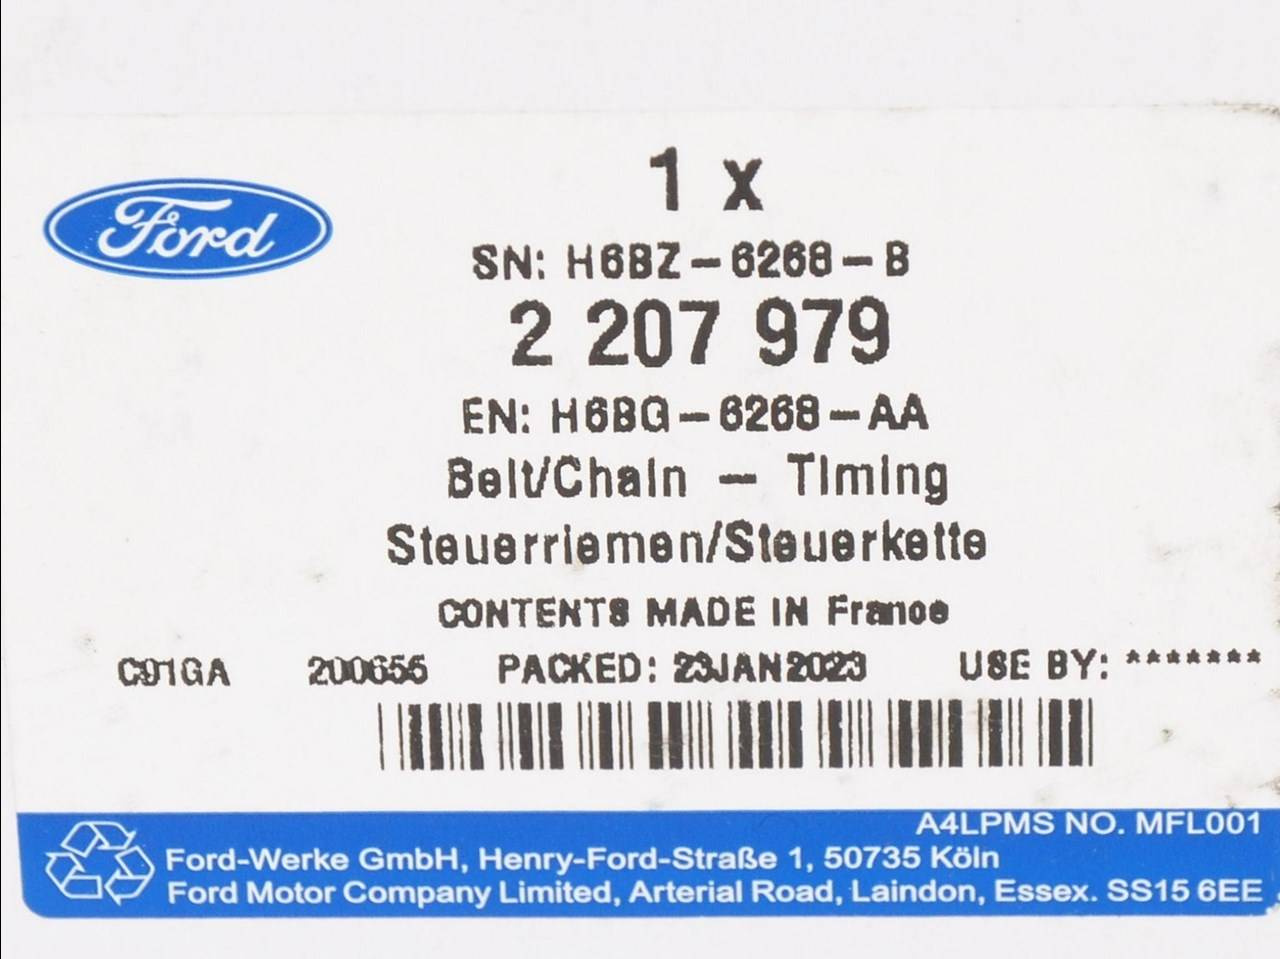 1 x
Ford
SN: H6BZ-6268-B
2 207 979
EN: H6BG-6268-AA
Belt/Chain - Timing
Steuerriemen/Steuerkette
CONTENTS MADE IN France
C91GA 200655 PACKED: 23JAN2023 USE BY: *******
A4LPMS NO. MFL001
Ford-Werke GmbH, Henry-Ford-Straße 1, 50735 Köln
Ford Motor Company Limited, Arterial Road, Laindon, Essex. SS15 6EE